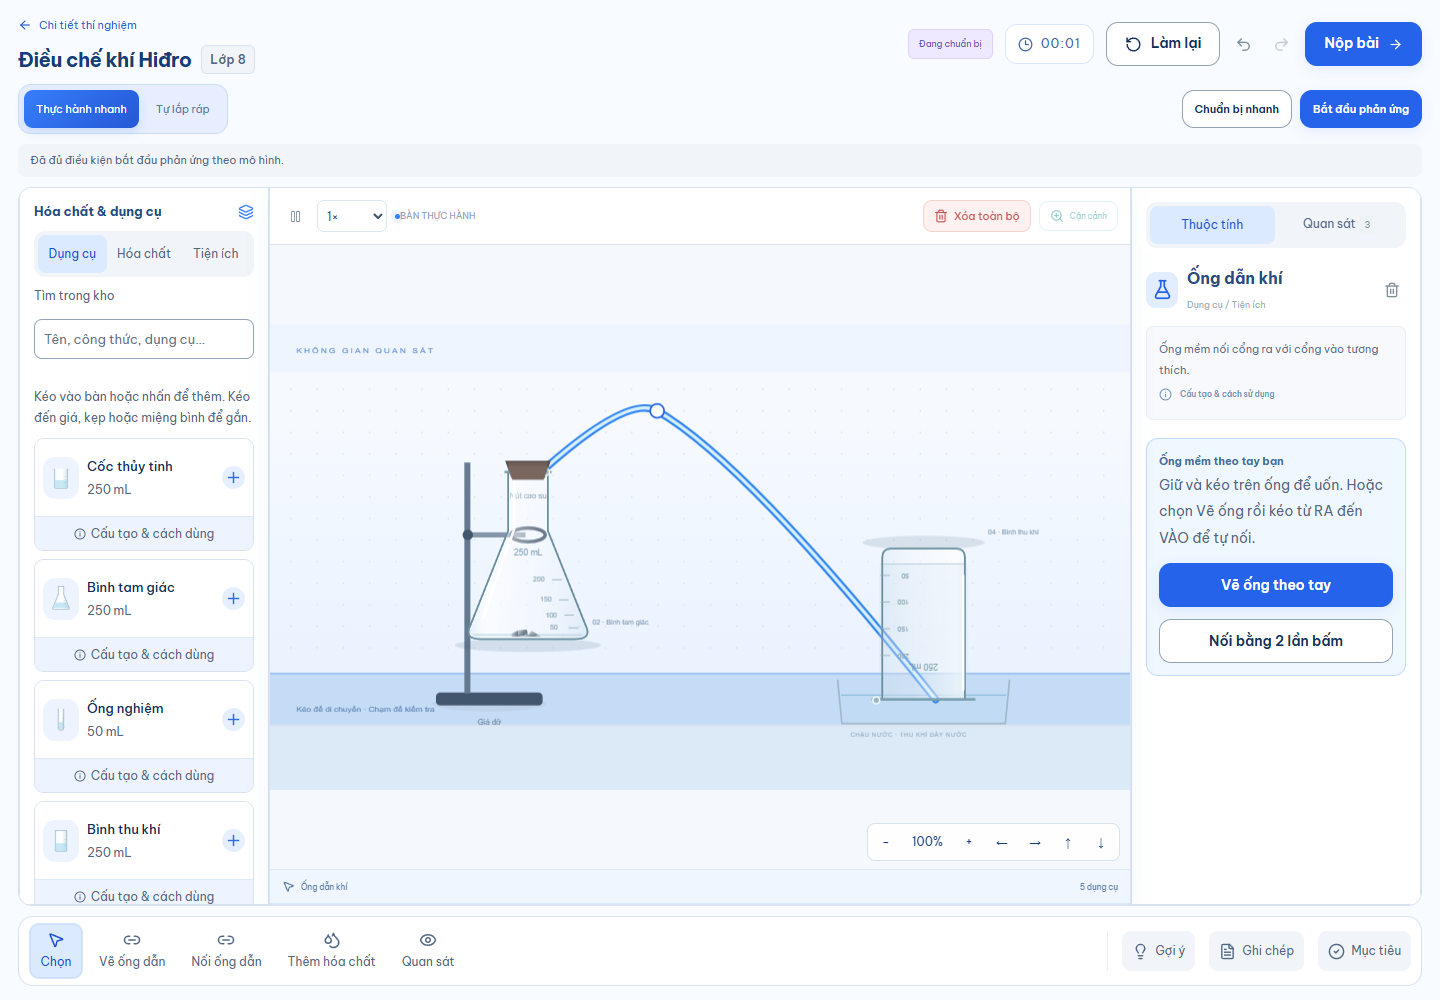 Chi tiết thí nghiệm
Điều chế khí Hiđro
Lớp 8
Đang chuẩn bị
00:01
Làm lại
Nộp bài
Thực hành nhanh
Tự lắp ráp
Chuẩn bị nhanh
Bắt đầu phản ứng
Đã đủ điều kiện bắt đầu phản ứng theo mô hình.
Hóa chất & dụng cụ
Dụng cụ
Hóa chất
Tiện ích
Tìm trong kho
Tên, công thức, dụng cụ...
Kéo vào bàn hoặc nhấn để thêm. Kéo
đến giá, kẹp hoặc miệng bình để gắn.
Cốc thủy tinh
250 mL
Cấu tạo & cách dùng
Bình tam giác
250 mL
Cấu tạo & cách dùng
Ống nghiệm
50 mL
Cấu tạo & cách dùng
Bình thu khí
250 mL
Cấu tạo & cách dùng
1×
BÀN THỰC HÀNH
Xóa toàn bộ
Cận cảnh
KHÔNG GIAN QUAN SÁT
Nút cao su
250 mL
200
150
100
50
02 · Bình tam giác
04 · Bình thu khí
50
100
150
200
250 mL
Kéo để di chuyển · Chạm để kiểm tra
Giá đỡ
CHẬU NƯỚC · THU KHÍ ĐẨY NƯỚC
- 100% + ← → ↑ ↓
Ống dẫn khí
5 dụng cụ
Thuộc tính
Quan sát 3
Ống dẫn khí
Dụng cụ / Tiện ích
Ống mềm nối cổng ra với cổng vào tương
thích.
Cấu tạo & cách sử dụng
Ống mềm theo tay bạn
Giữ và kéo trên ống để uốn. Hoặc
chọn Vẽ ống rồi kéo từ RA đến
VÀO để tự nối.
Vẽ ống theo tay
Nối bằng 2 lần bấm
Chọn
Vẽ ống dẫn
Nối ống dẫn
Thêm hóa chất
Quan sát
Gợi ý
Ghi chép
Mục tiêu